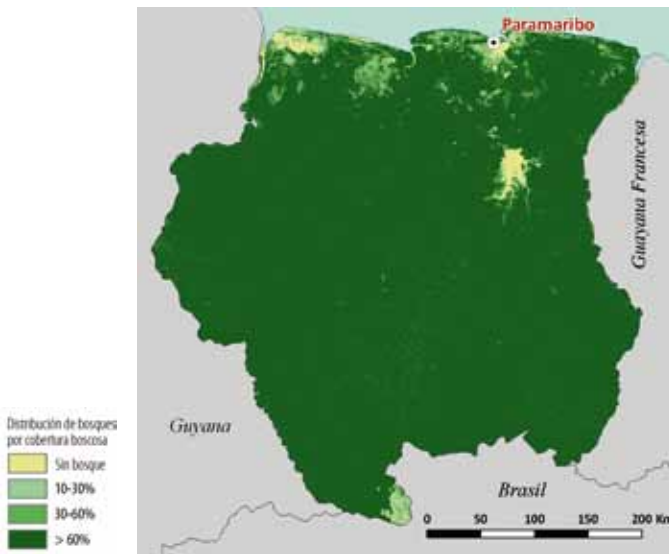 Paramaribo
Guayana Francesa
Guyana
Brasil
0 50 100 150 200 Km
Distribución de bosques
por cobertura boscosa
Sin bosque
10-30%
30-60%
> 60%